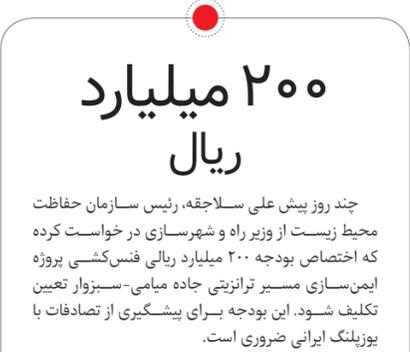 ۲۰۰ میلیارد
ریال
چند روز پیش علی سلاجقه، رئیس سازمان حفاظت
محیط زیست از وزیر راه و شهرسازی در خواست کرده
که اختصاص بودجه ۲۰۰ میلیارد ریالی فنس‌کشی پروژه
ایمن‌سازی مسیر ترانزیتی جاده میامی-سبزوار تعیین
تکلیف شود. این بودجه برای پیشگیری از تصادفات با
یوزپلنگ ایرانی ضروری است.